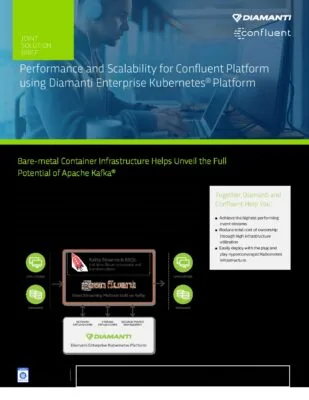 DIAMANTI
confluent
JOINT
SOLUTION
BRIEF
Performance and Scalability for Confluent Platform
using Diamanti Enterprise Kubernetes® Platform
Bare-metal Container Infrastructure Helps Unveil the Full
Potential of Apache Kafka®
Together, Diamanti and
Confluent Help You:
Achieve the highest performing
event streams
Reduce total cost of ownership
through high infrastructure
utilization
Easily deploy with the plug and
play hyperconverged Kubernetes
infrastructure
confluent
DIAMANTI
Diamanti Enterprise Kubernetes Platform